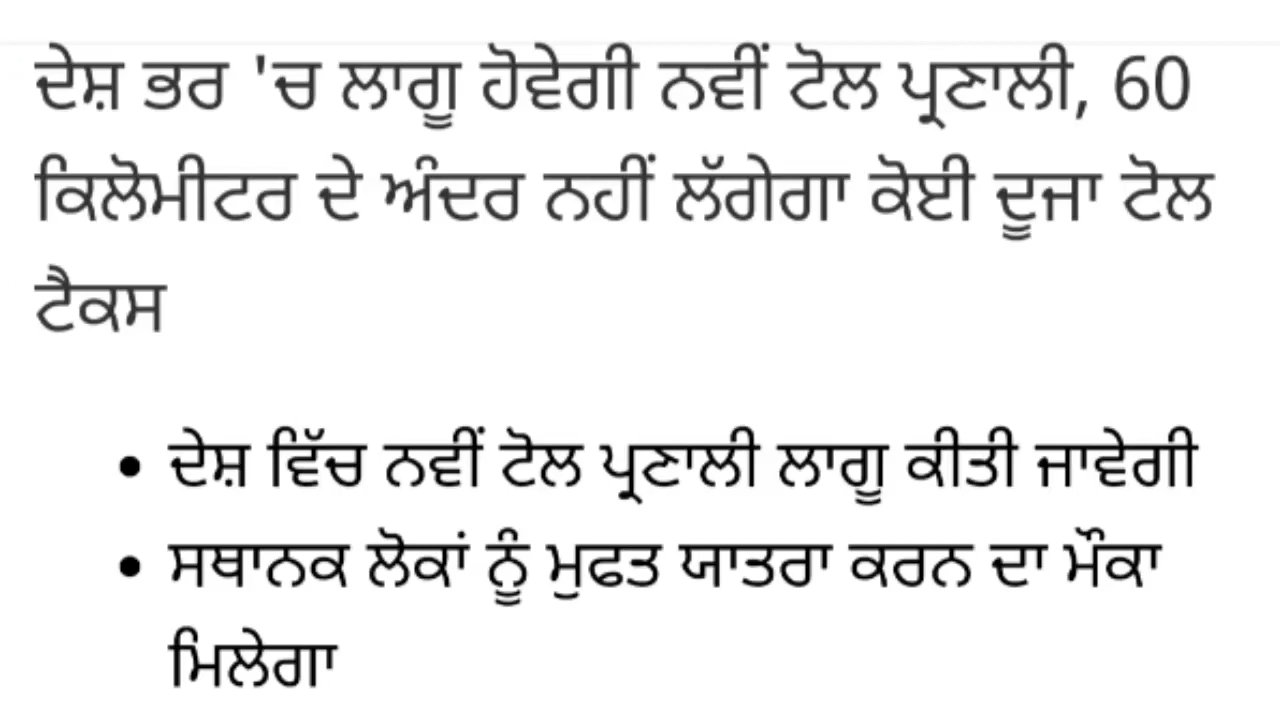 ਦੇਸ਼ ਭਰ 'ਚ ਲਾਗੂ ਹੋਵੇਗੀ ਨਵੀਂ ਟੋਲ ਪ੍ਰਣਾਲੀ, 60
ਕਿਲੋਮੀਟਰ ਦੇ ਅੰਦਰ ਨਹੀਂ ਲੱਗੇਗਾ ਕੋਈ ਦੂਜਾ ਟੋਲ
ਟੈਕਸ
• ਦੇਸ਼ ਵਿੱਚ ਨਵੀਂ ਟੋਲ ਪ੍ਰਣਾਲੀ ਲਾਗੂ ਕੀਤੀ ਜਾਵੇਗੀ
• ਸਥਾਨਕ ਲੋਕਾਂ ਨੂੰ ਮੁਫਤ ਯਾਤਰਾ ਕਰਨ ਦਾ ਮੌਕਾ
ਮਿਲੇਗਾ